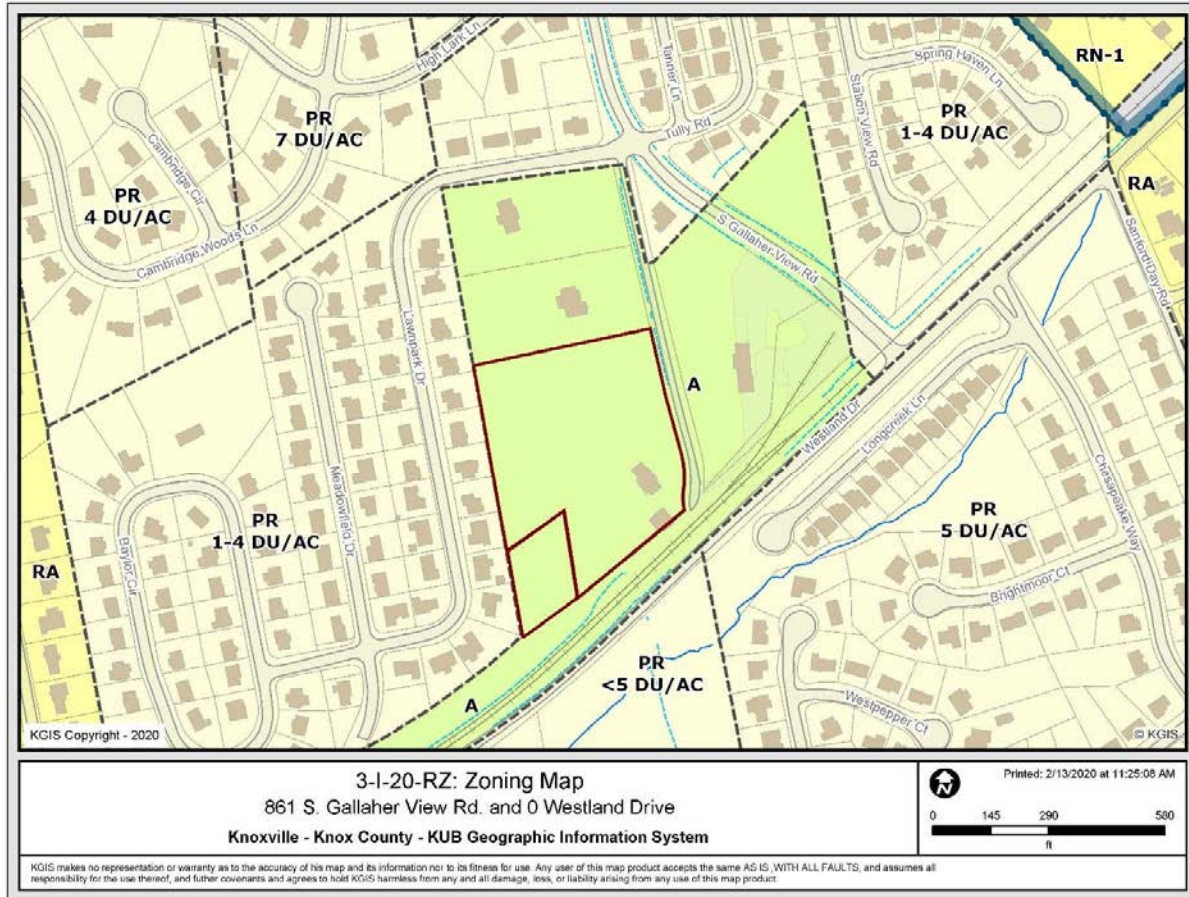 High Lark Ln
Tanner Ln
Spring Haven Ln
RN-1
PR
7 DU/AC
Station View Rd
PR
1-4 DU/AC
Cambridge Cir
Tully Rd
PR
4 DU/AC
RA
S Gallaher View Rd
Cambridge Woods Ln
Sanford Day Rd
Lawnpark Dr
A
Westland Dr
Longcreek Ln
Meadowfield Dr
Chesapeake Way
PR
5 DU/AC
PR
1-4 DU/AC
RA
Baylor Cir
Brightmoor Ct
PR
<5 DU/AC
A
Westpepper Ct
KGIS Copyright - 2020
© KGIS
3-I-20-RZ: Zoning Map
861 S. Gallaher View Rd. and 0 Westland Drive
Knoxville - Knox County - KUB Geographic Information System
N
Printed: 2/13/2020 at 11:25:08 AM
0 145 290 580
ft
KGIS makes no representation or warranty as to the accuracy of his map and its information nor to its fitness for use. Any user of this map product accepts the same AS IS ,WITH ALL FAULTS, and assumes all
responsibility for the use thereof, and futher covenants and agrees to hold KGIS harmless from any and all damage, loss, or liability arising from any use of this map product.